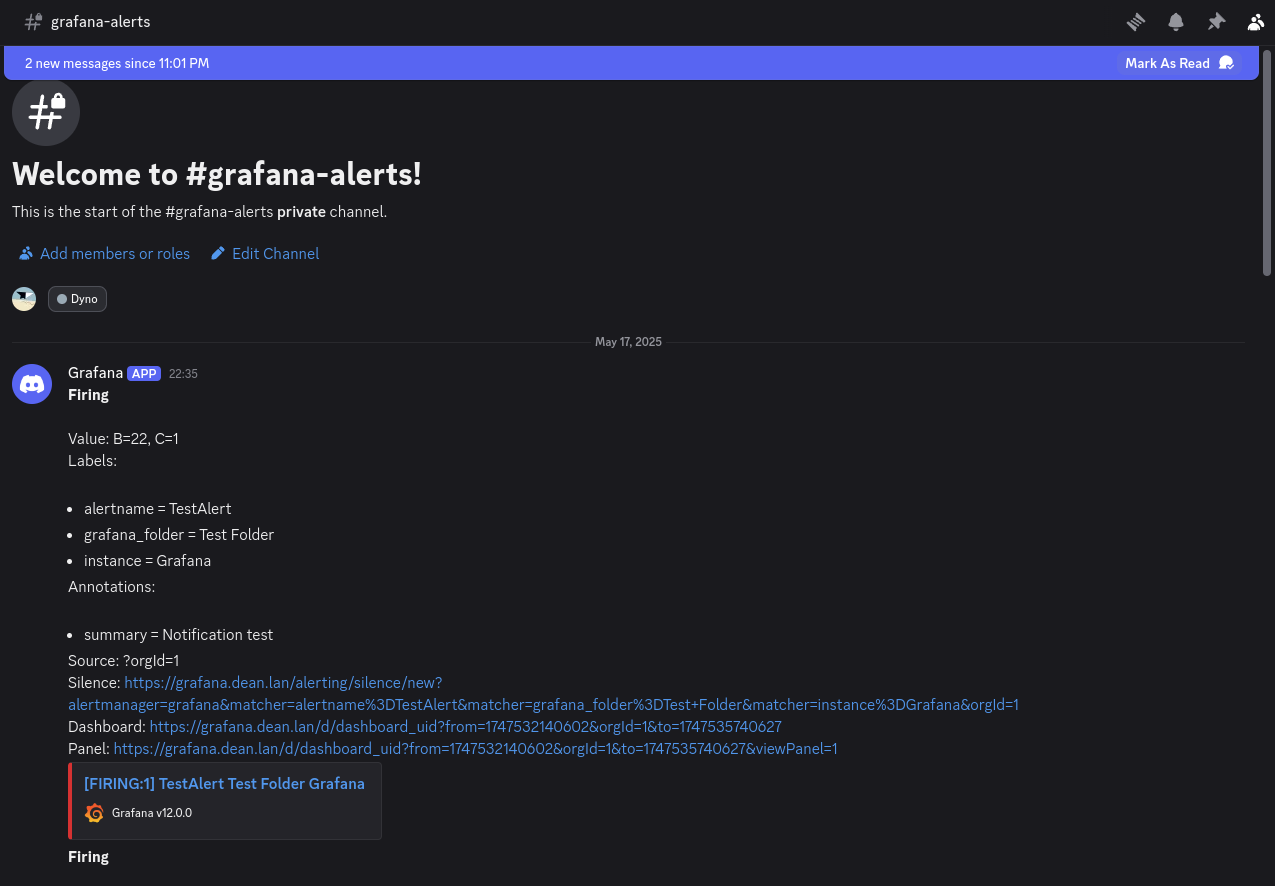 grafana-alerts
2 new messages since 11:01 PM
Mark As Read
Welcome to #grafana-alerts!
This is the start of the #grafana-alerts private channel.
Add members or roles
Edit Channel
Dyno
May 17, 2025
Grafana APP 22:35
Firing
Value: B=22, C=1
Labels:
• alertname = TestAlert
• grafana_folder = Test Folder
• instance = Grafana
Annotations:
• summary = Notification test
Source: ?orgId=1
Silence: https://grafana.dean.lan/alerting/silence/new?
alertmanager=grafana&matcher=alertname%3DTestAlert&matcher=grafana_folder%3DTest+Folder&matcher=instance%3DGrafana&orgId=1
Dashboard: https://grafana.dean.lan/d/dashboard_uid?from=1747532140602&orgId=1&to=1747535740627
Panel: https://grafana.dean.lan/d/dashboard_uid?from=1747532140602&orgId=1&to=1747535740627&viewPanel=1
[FIRING:1] TestAlert Test Folder Grafana
Grafana v12.0.0
Firing